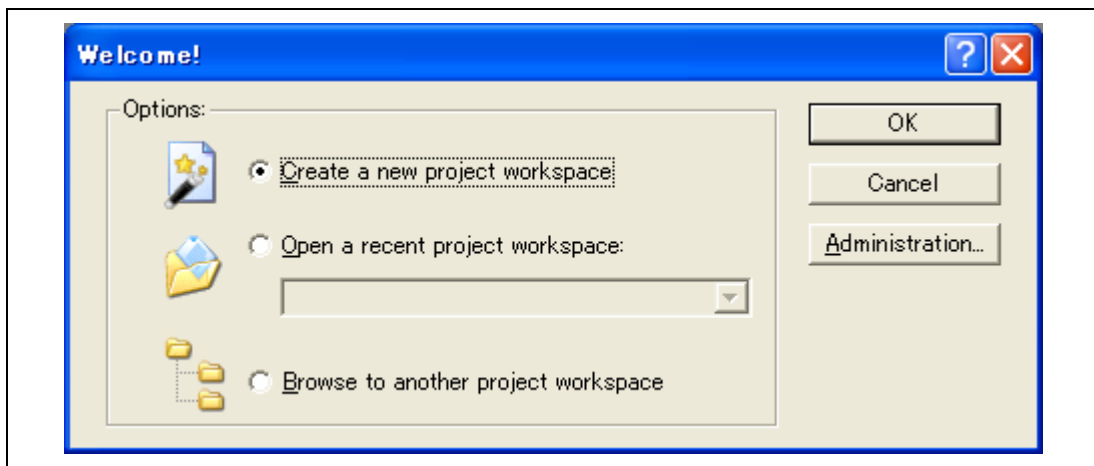 Welcome!
Options:
Create a new project workspace
Open a recent project workspace:
Browse to another project workspace
OK
Cancel
Administration...